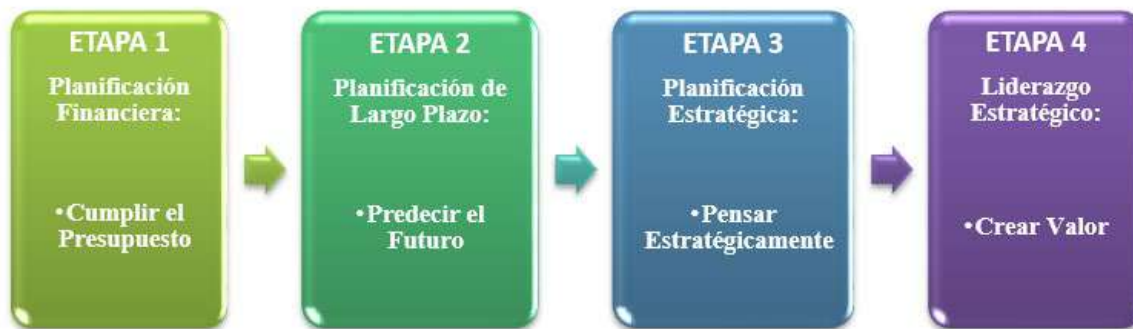 ETAPA 1
Planificación
Financiera:
•Cumplir el
Presupuesto
ETAPA 2
Planificación de
Largo Plazo:
•Predecir el
Futuro
ETAPA 3
Planificación
Estratégica:
•Pensar
Estratégicamente
ETAPA 4
Liderazgo
Estratégico:
•Crear Valor